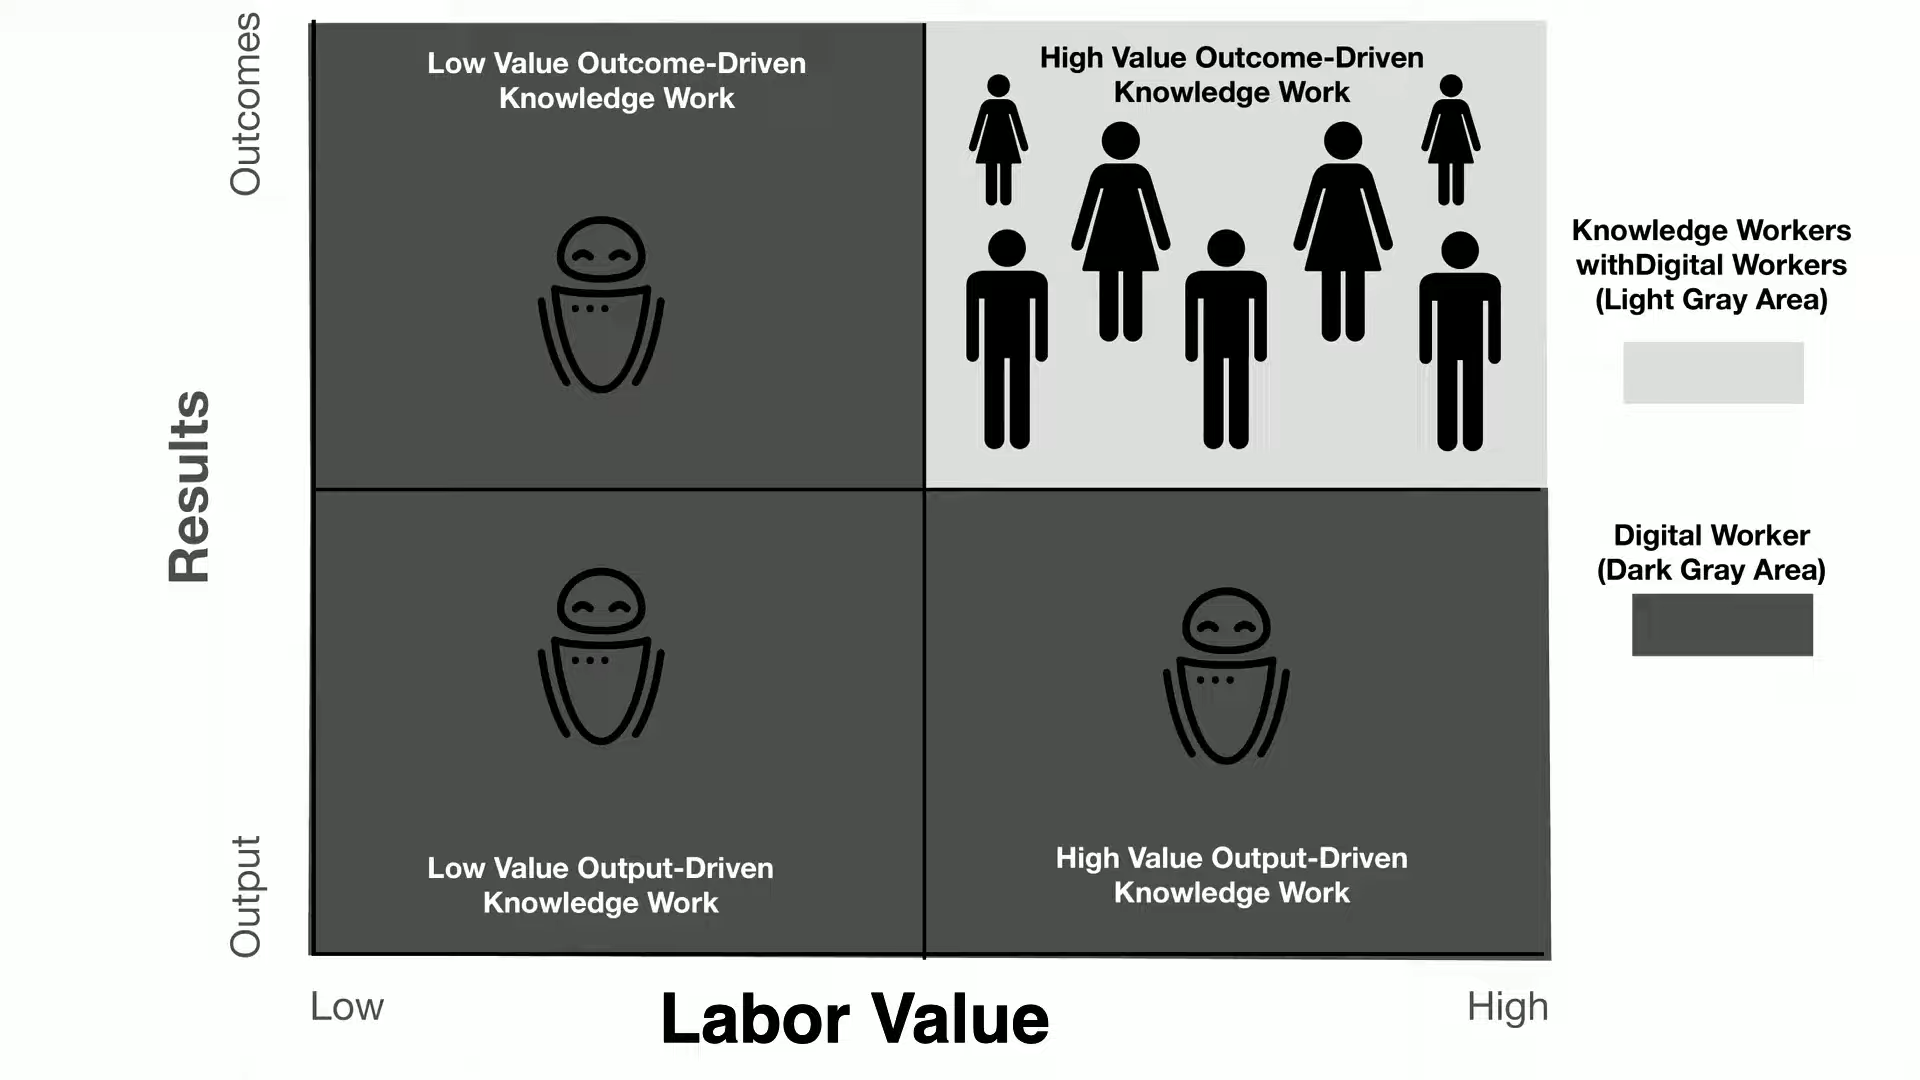 Outcomes
Low Value Outcome-Driven
Knowledge Work
High Value Outcome-Driven
Knowledge Work
Knowledge Workers
withDigital Workers
(Light Gray Area)
Results
Digital Worker
(Dark Gray Area)
Output
Low Value Output-Driven
Knowledge Work
High Value Output-Driven
Knowledge Work
Low
Labor Value
High